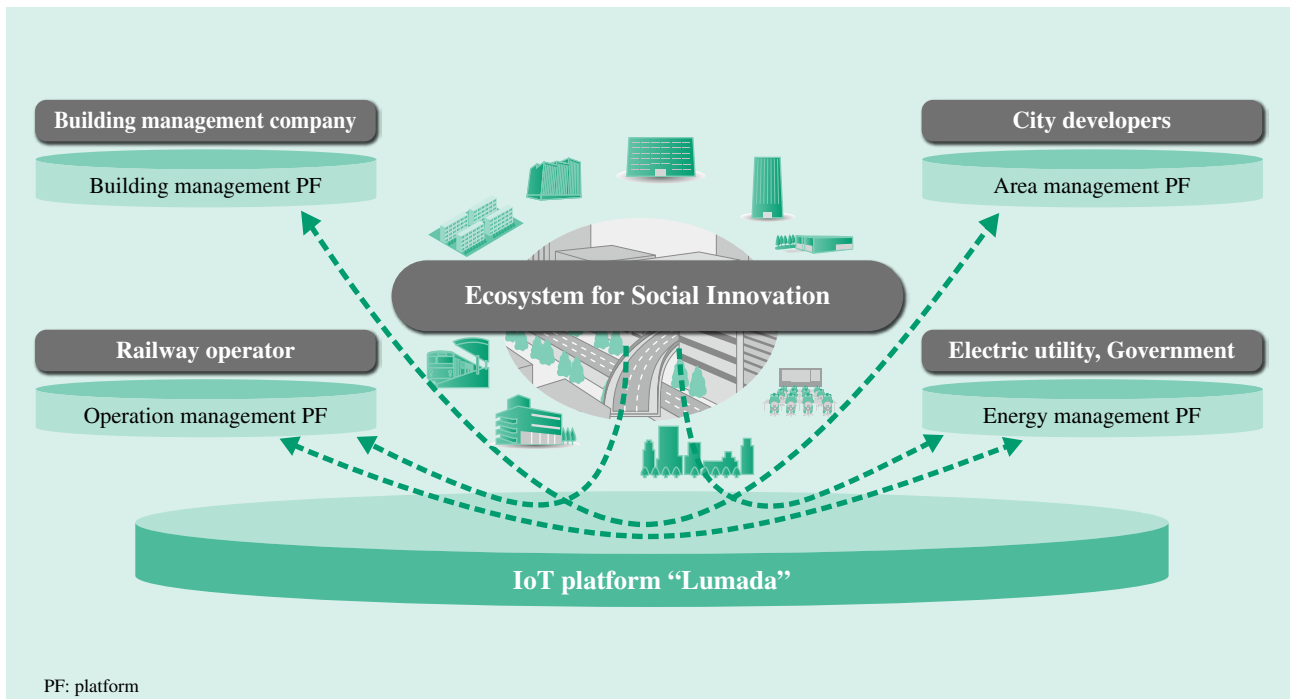 Building management company
Building management PF
City developers
Area management PF
Ecosystem for Social Innovation
Railway operator
Operation management PF
Electric utility, Government
Energy management PF
IoT platform “Lumada”
PF: platform